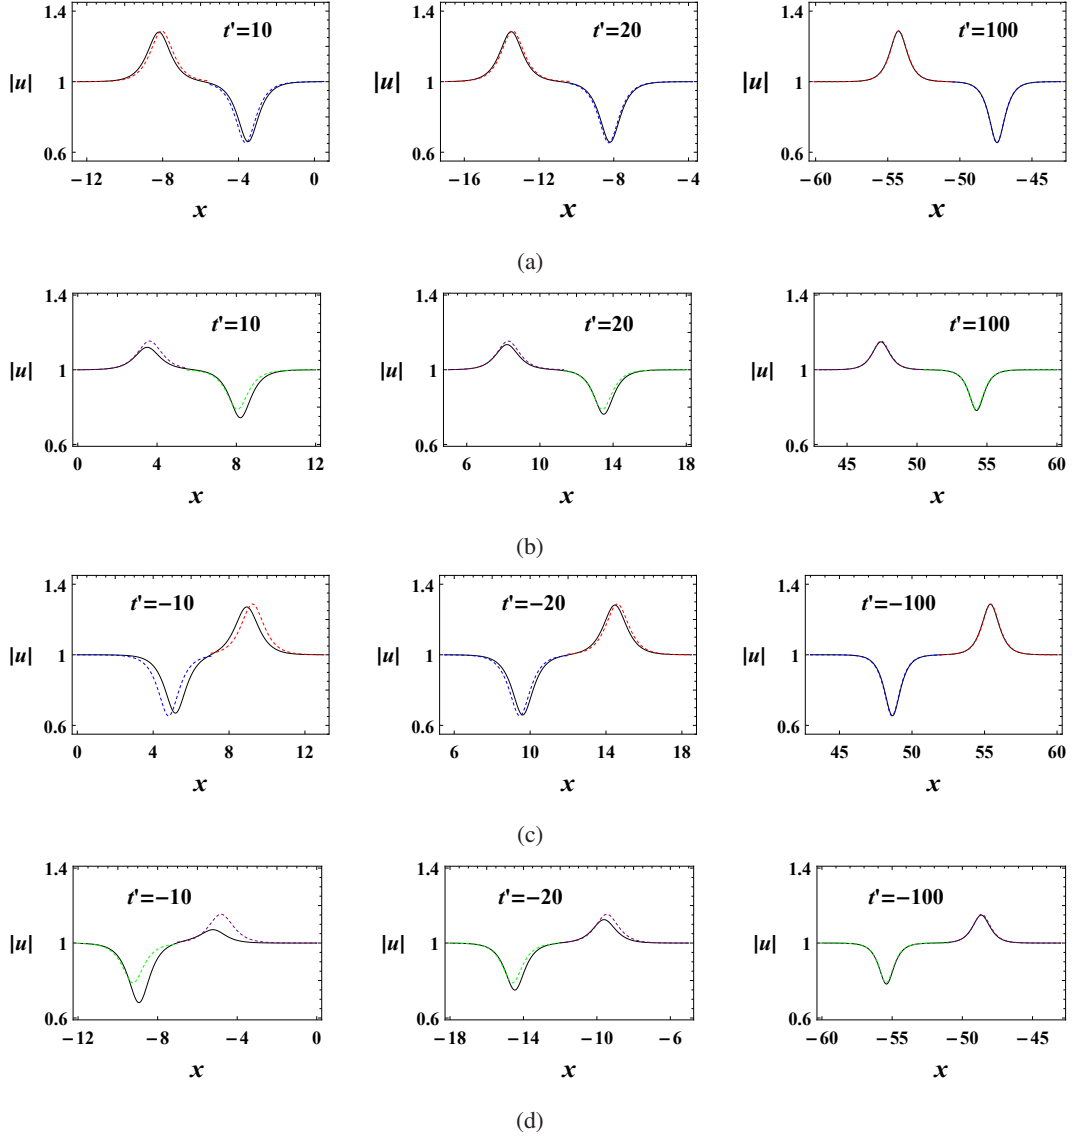 1.4 1.4 1.4
t'=10 t'=20 t'=100
|u| 1 |u| 1 |u| 1
0.6 0.6 0.6
−12 −8 −4 0 −16 −12 −8 −4 −60 −55 −50 −45
x x x
(a)
1.4 1.4 1.4
t'=10 t'=20 t'=100
|u| 1 |u| 1 |u| 1
0.6 0.6 0.6
0 4 8 12 6 10 14 18 45 50 55 60
x x x
(b)
1.4 1.4 1.4
t'=−10 t'=−20 t'=−100
|u| 1 |u| 1 |u| 1
0.6 0.6 0.6
0 4 8 12 6 10 14 18 45 50 55 60
x x x
(c)
1.4 1.4 1.4
t'=−10 t'=−20 t'=−100
|u| 1 |u| 1 |u| 1
0.6 0.6 0.6
−12 −8 −4 0 −18 −14 −10 −6 −60 −55 −50 −45
x x x
(d)